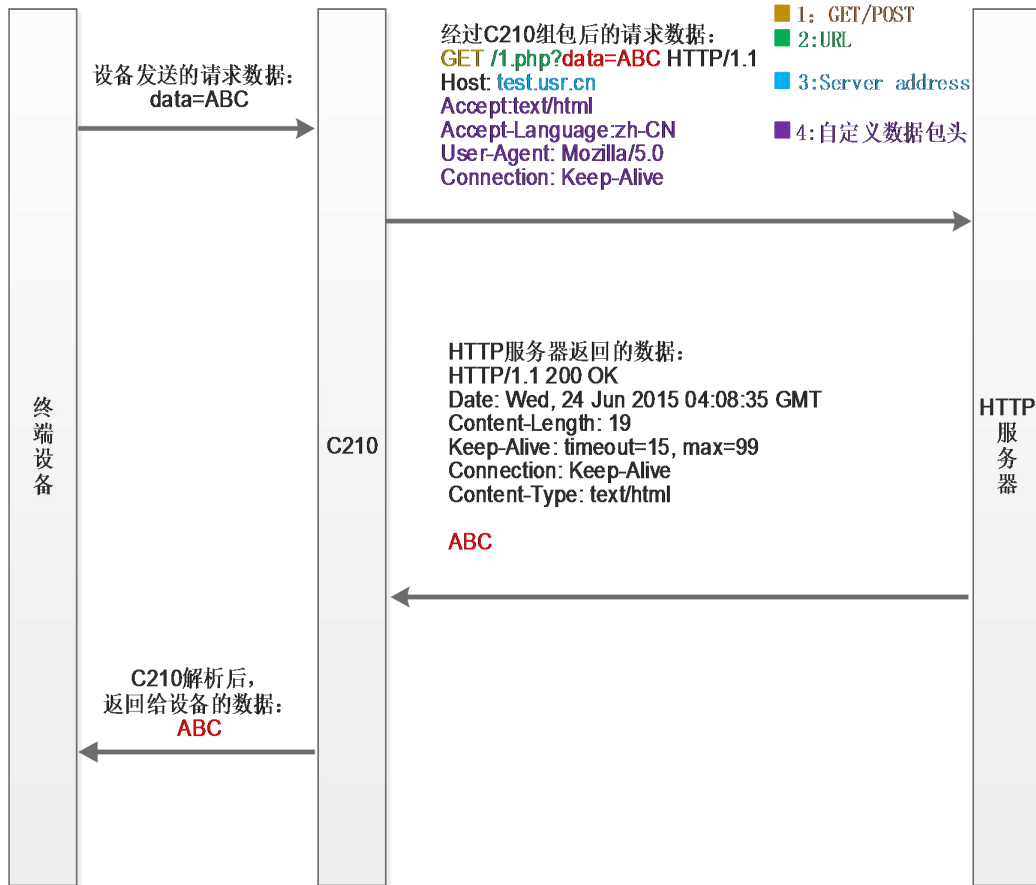 设备发送的请求数据：
data=ABC
经过C210组包后的请求数据：
GET /1.php?data=ABC HTTP/1.1
Host: test.usr.cn
Accept:text/html
Accept-Language:zh-CN
User-Agent: Mozilla/5.0
Connection: Keep-Alive
1: GET/POST
2:URL
3:Server address
4:自定义数据包头
HTTP服务器返回的数据：
HTTP/1.1 200 OK
Date: Wed, 24 Jun 2015 04:08:35 GMT
Content-Length: 19
Keep-Alive: timeout=15, max=99
Connection: Keep-Alive
Content-Type: text/html
ABC
终
端
设
备
C210
HTTP
服
务
器
C210解析后，
返回给设备的数据：
ABC